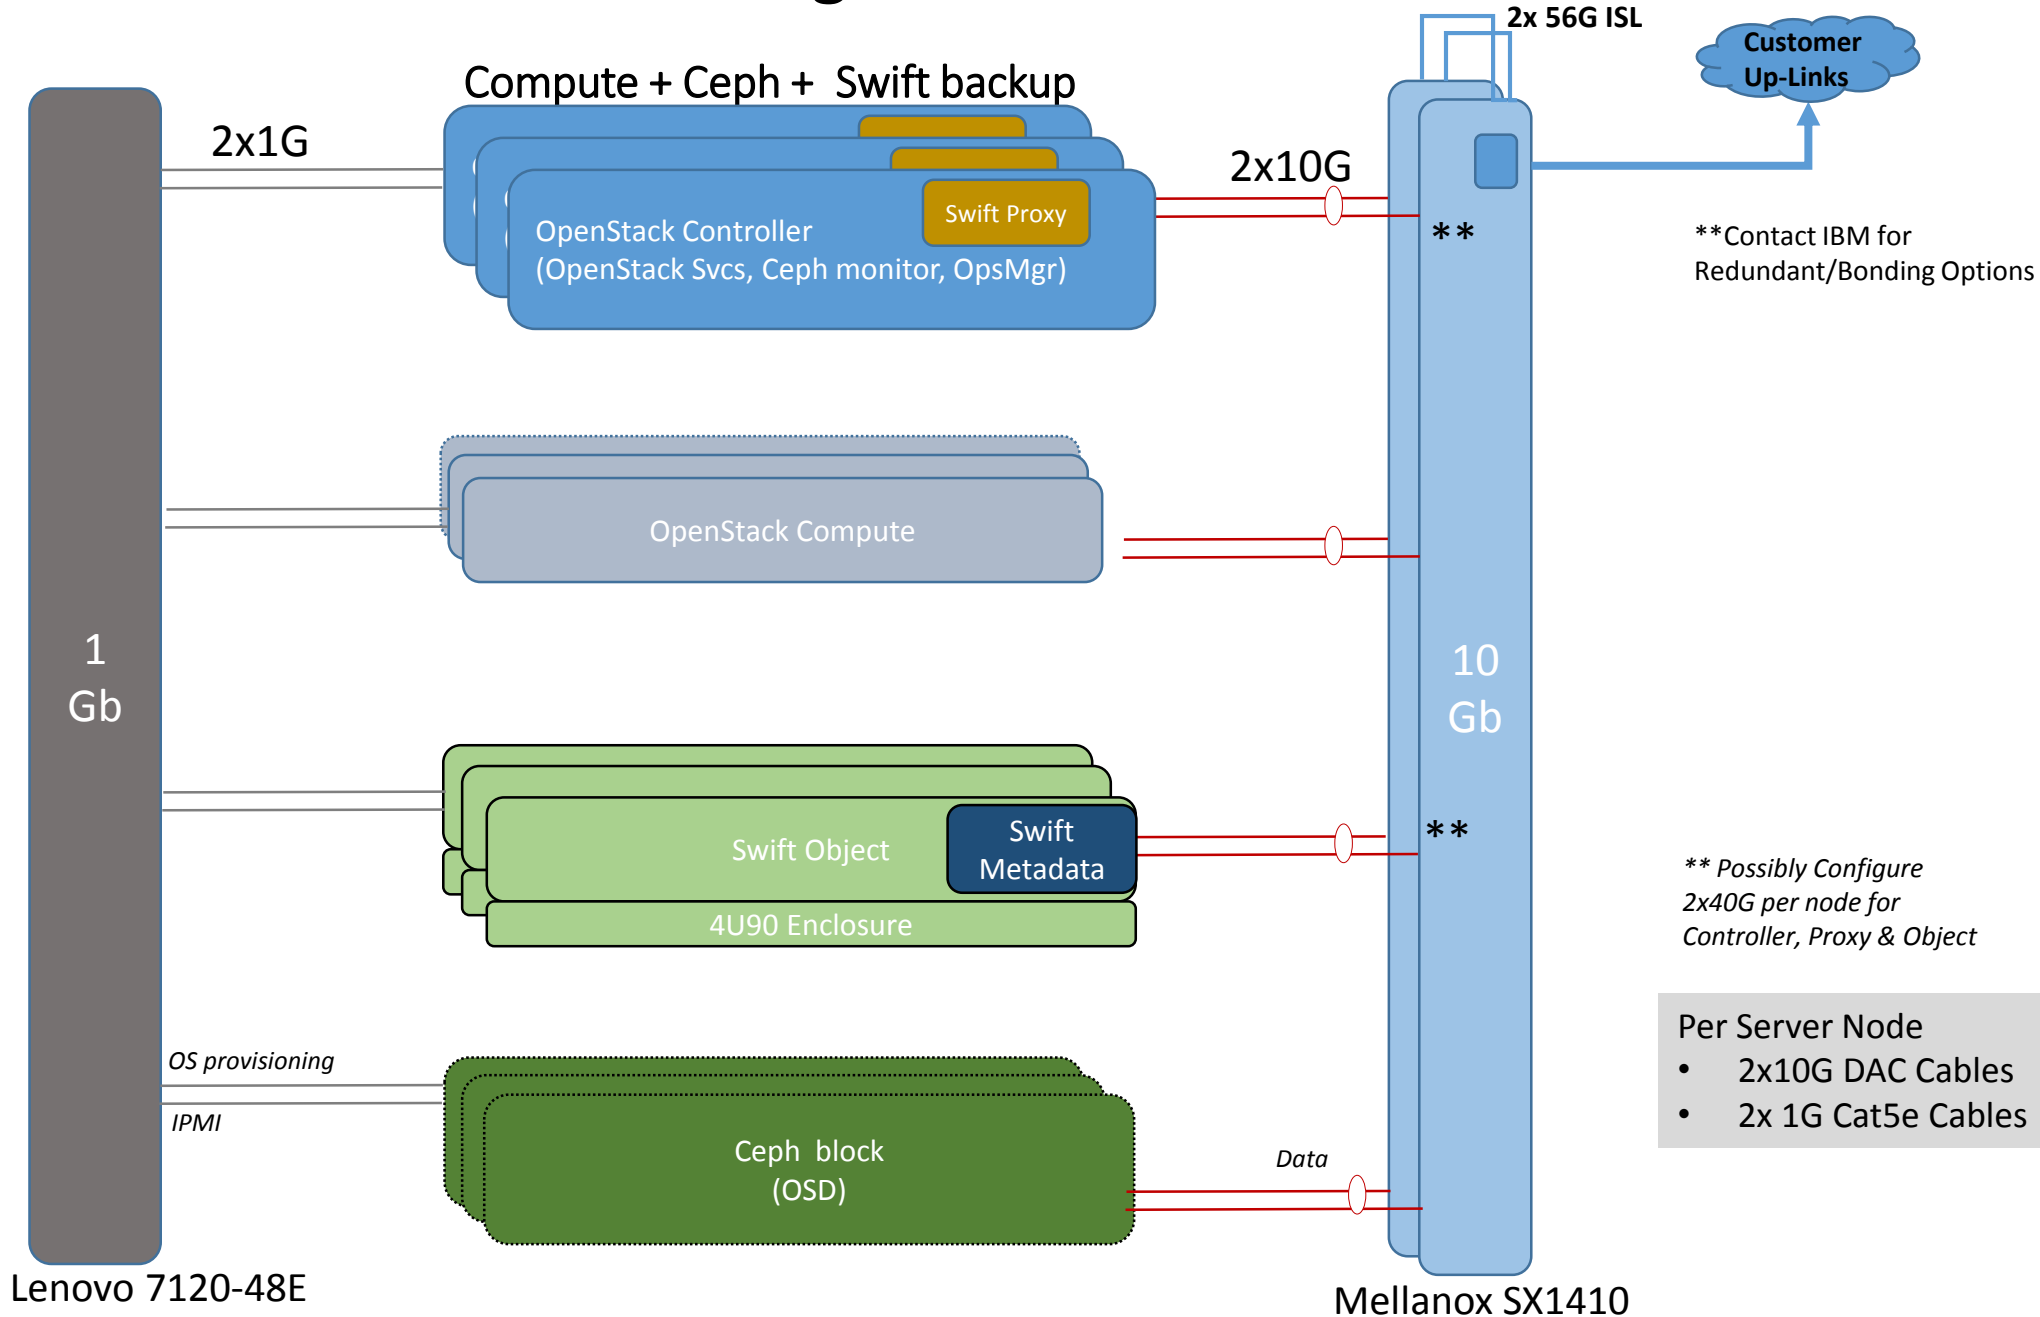 2x 56G ISL
Customer
Up-Links
Compute + Ceph + Swift backup
2x1G
2x10G
Swift Proxy
OpenStack Controller
(OpenStack Svcs, Ceph monitor, OpsMgr)
**
**Contact IBM for
Redundant/Bonding Options
OpenStack Compute
1
Gb
10
Gb
Swift Object
Swift
Metadata
4U90 Enclosure
**
** Possibly Configure
2x40G per node for
Controller, Proxy & Object
Per Server Node
• 2x10G DAC Cables
• 2x 1G Cat5e Cables
OS provisioning
IPMI
Ceph block
(OSD)
Data
Lenovo 7120-48E
Mellanox SX1410